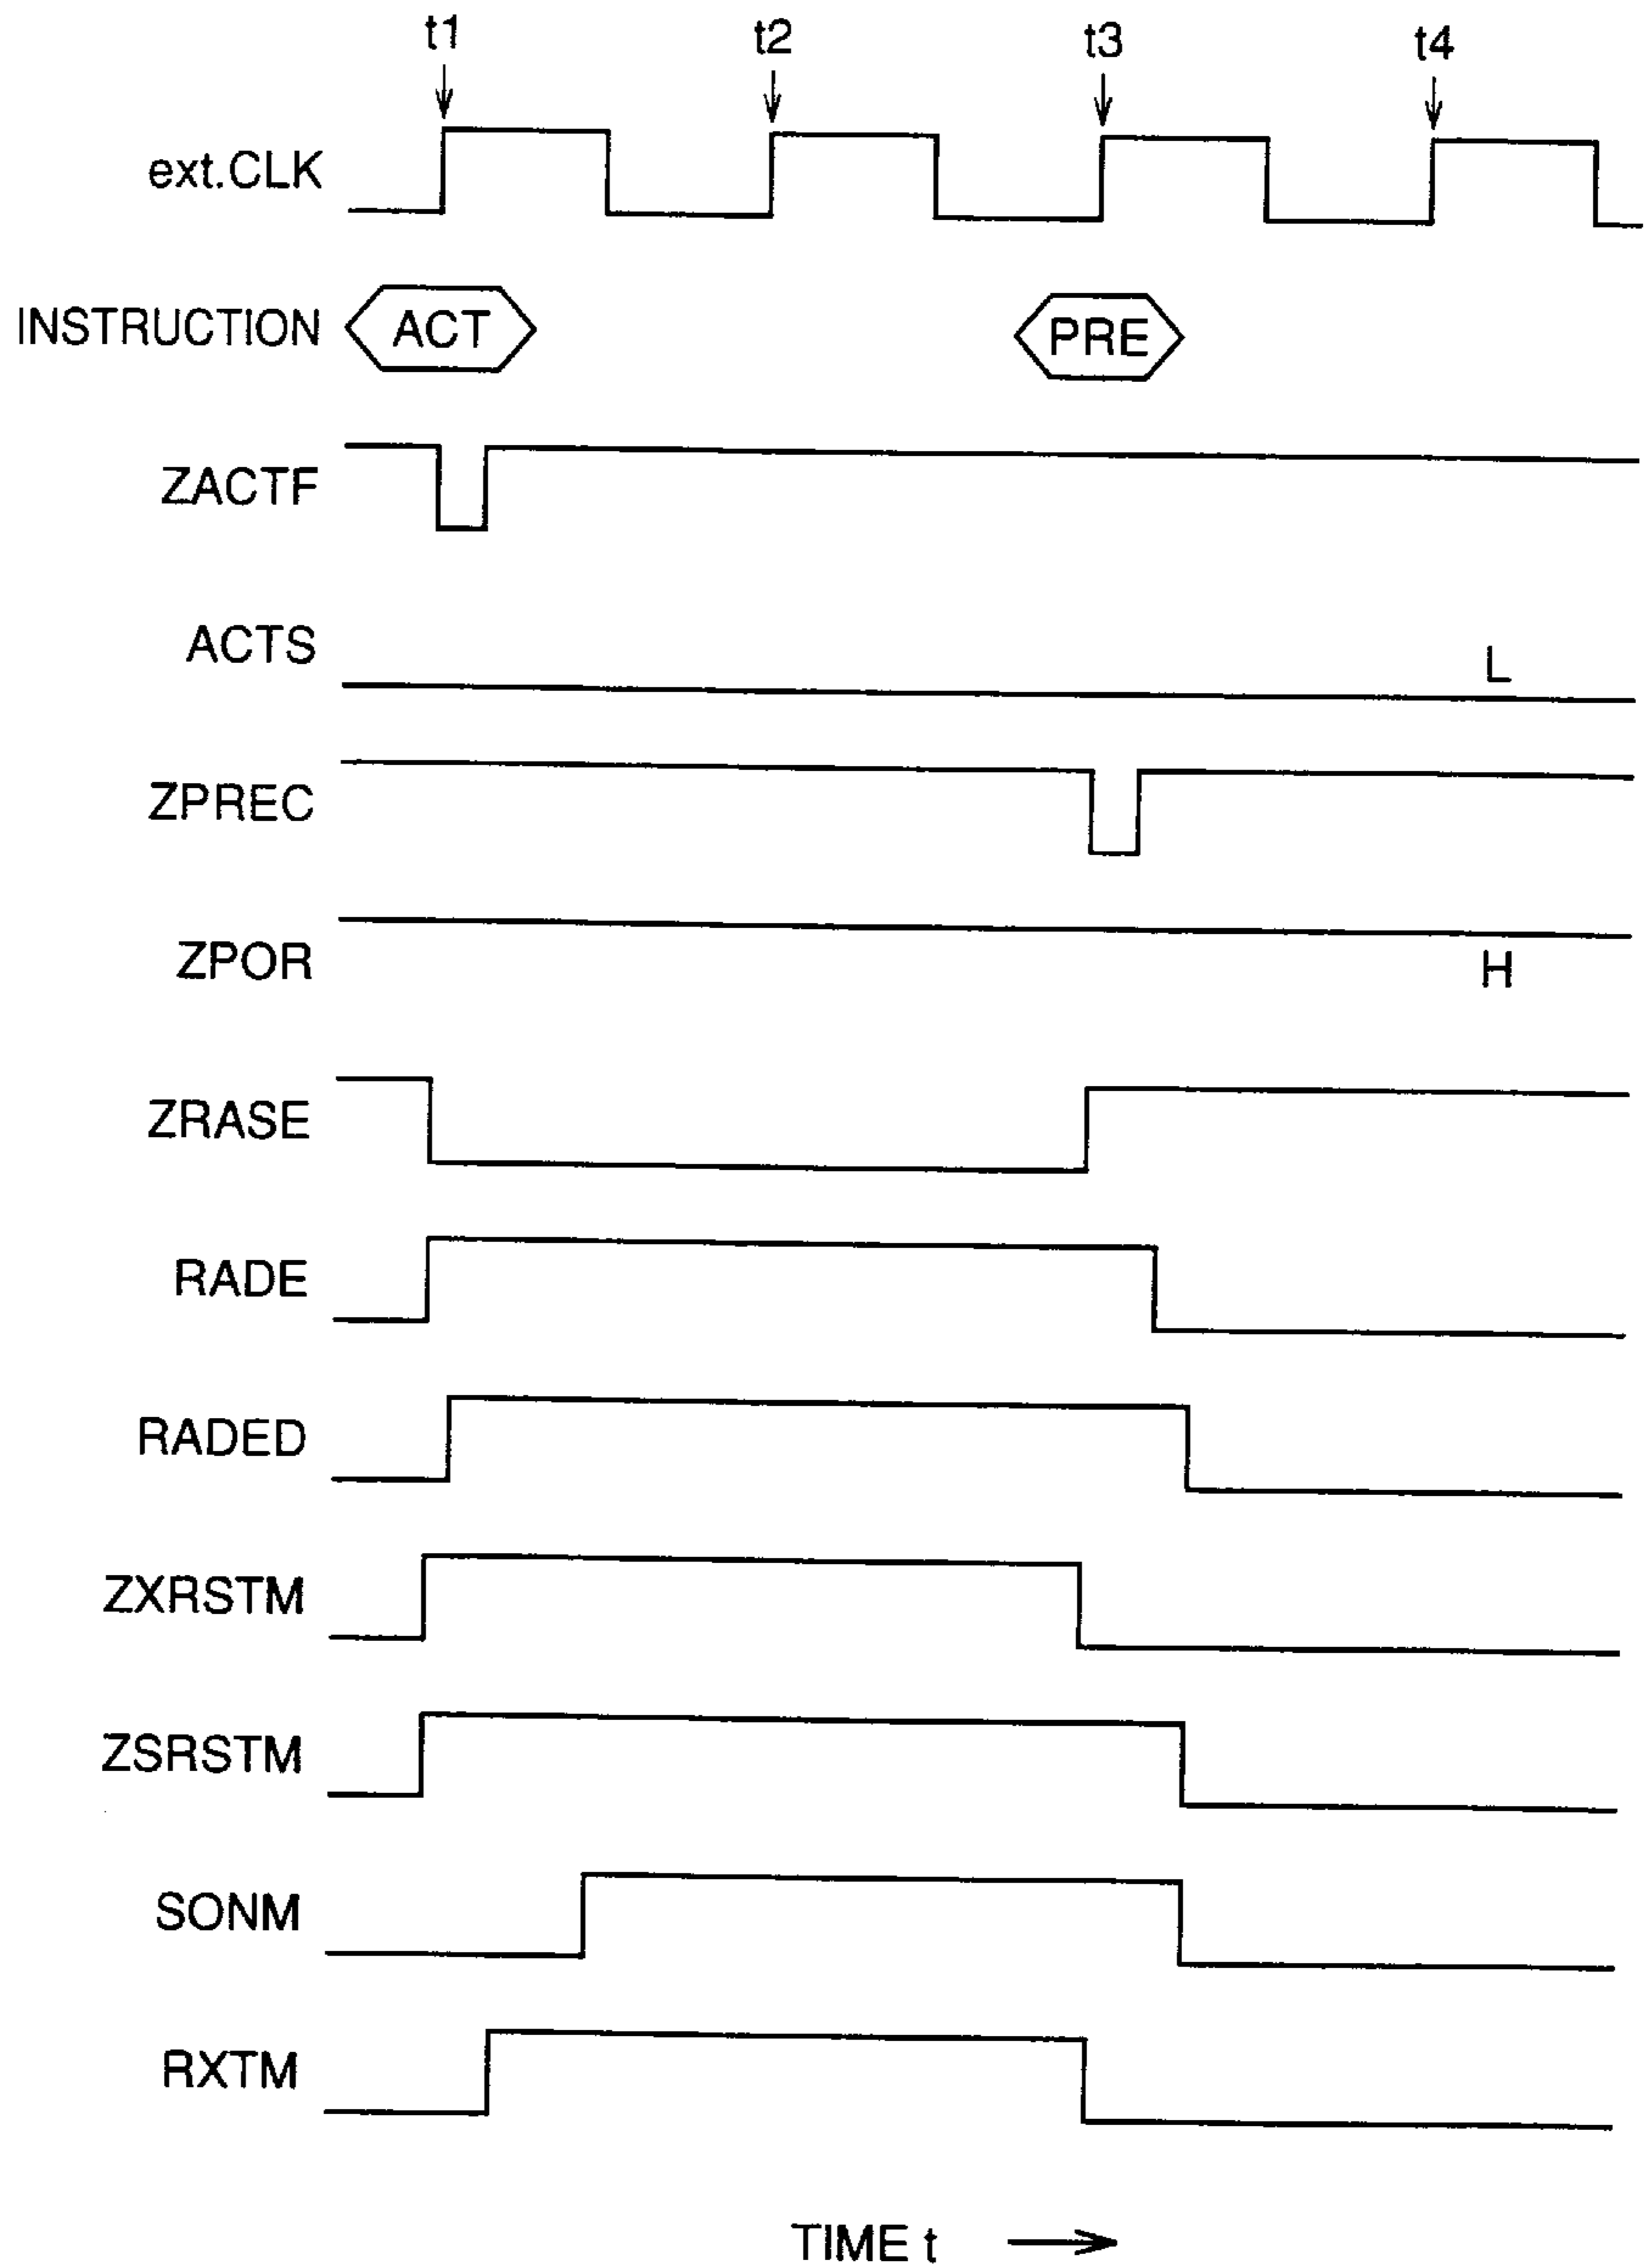 t1 t2 t3 t4
ext.CLK
INSTRUCTION ACT PRE
ZACTF
ACTS L
ZPREC
ZPOR H
ZRASE
RADE
RADED
ZXRSTM
ZSRSTM
SONM
RXTM
TIME t